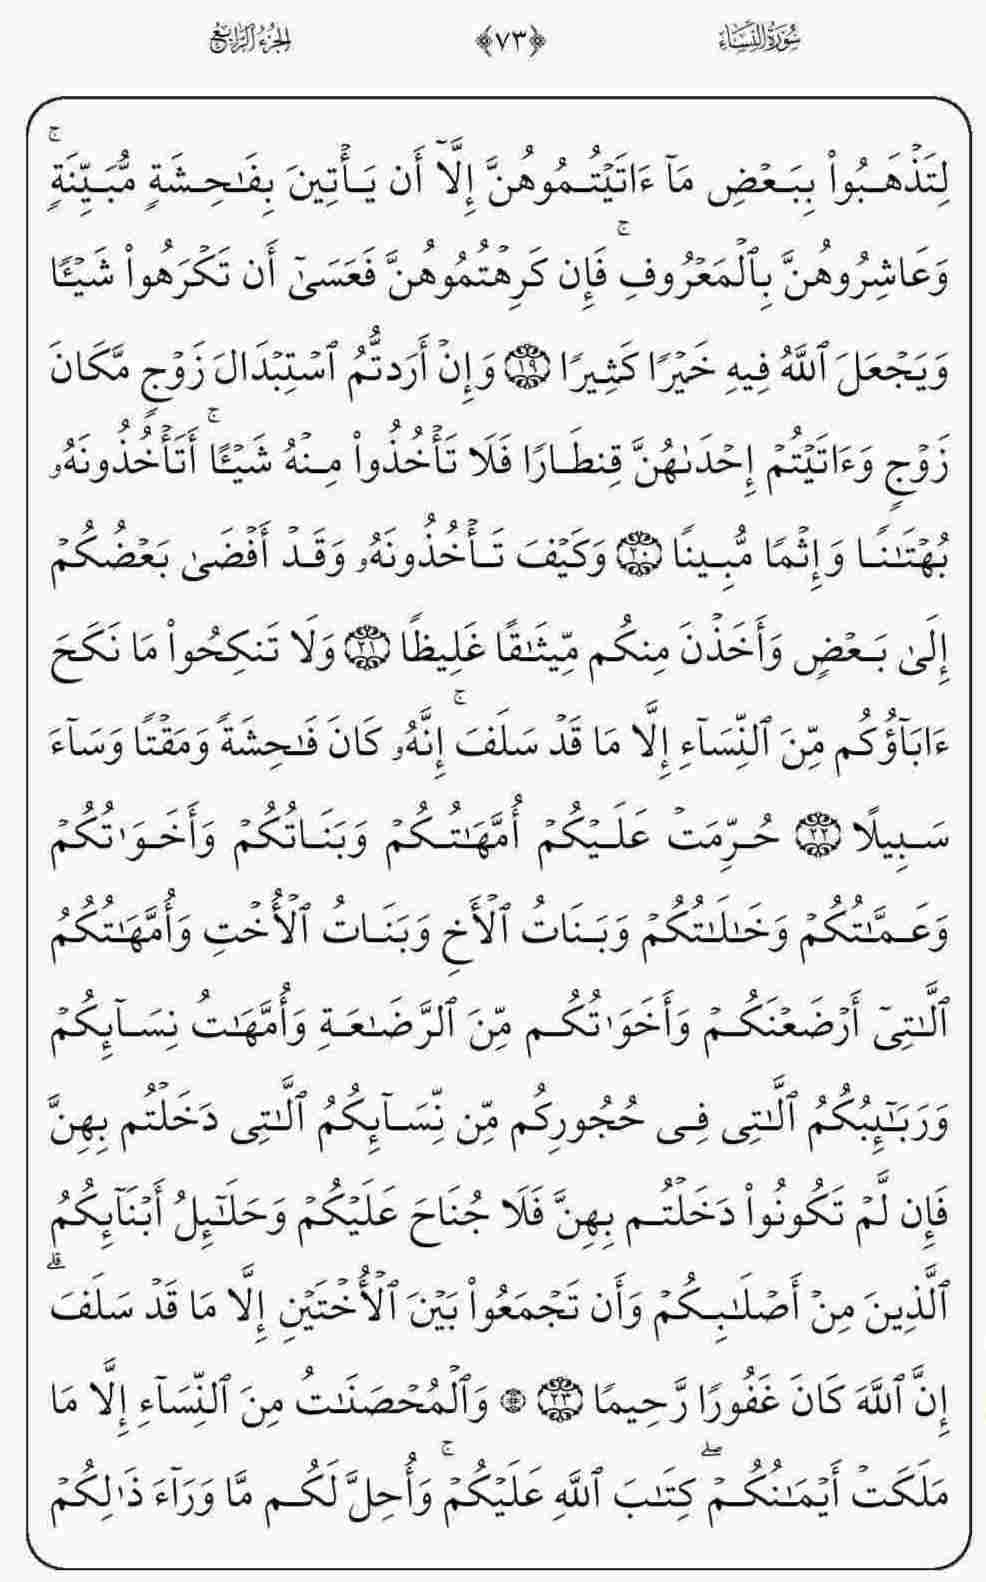 سُورَةُ النِّسَاءِ ﴿٧٣﴾ الجُزءُ الرَّابِعُ
لِتَذۡهَبُواْ بِبَعۡضِ مَآ ءَاتَيۡتُمُوهُنَّ إِلَّآ أَن يَأۡتِينَ بِفَٰحِشَةٖ مُّبَيِّنَةٖۚ
وَعَاشِرُوهُنَّ بِٱلۡمَعۡرُوفِۚ فَإِن كَرِهۡتُمُوهُنَّ فَعَسَىٰٓ أَن تَكۡرَهُواْ شَيۡـٔٗا
وَيَجۡعَلَ ٱللَّهُ فِيهِ خَيۡرٗا كَثِيرٗا ١٩ وَإِنۡ أَرَدتُّمُ ٱسۡتِبۡدَالَ زَوۡجٖ مَّكَانَ
زَوۡجٖ وَءَاتَيۡتُمۡ إِحۡدَىٰهُنَّ قِنطَارٗا فَلَا تَأۡخُذُواْ مِنۡهُ شَيۡـًٔاۚ أَتَأۡخُذُونَهُۥ
بُهۡتَٰنٗا وَإِثۡمٗا مُّبِينٗا ٢٠ وَكَيۡفَ تَأۡخُذُونَهُۥ وَقَدۡ أَفۡضَىٰ بَعۡضُكُمۡ
إِلَىٰ بَعۡضٖ وَأَخَذۡنَ مِنكُم مِّيثَٰقًا غَلِيظٗا ٢١ وَلَا تَنكِحُواْ مَا نَكَحَ
ءَابَآؤُكُم مِّنَ ٱلنِّسَآءِ إِلَّا مَا قَدۡ سَلَفَۚ إِنَّهُۥ كَانَ فَٰحِشَةٗ وَمَقۡتٗا وَسَآءَ
سَبِيلًا ٢٢ حُرِّمَتۡ عَلَيۡكُمۡ أُمَّهَٰتُكُمۡ وَبَنَاتُكُمۡ وَأَخَوَٰتُكُمۡ
وَعَمَّٰتُكُمۡ وَخَٰلَٰتُكُمۡ وَبَنَاتُ ٱلۡأَخِ وَبَنَاتُ ٱلۡأُخۡتِ وَأُمَّهَٰتُكُمُ
ٱلَّٰتِيٓ أَرۡضَعۡنَكُمۡ وَأَخَوَٰتُكُم مِّنَ ٱلرَّضَٰعَةِ وَأُمَّهَٰتُ نِسَآئِكُمۡ
وَرَبَٰٓئِبُكُمُ ٱلَّٰتِي فِي حُجُورِكُم مِّن نِّسَآئِكُمُ ٱلَّٰتِي دَخَلۡتُم بِهِنَّ
فَإِن لَّمۡ تَكُونُواْ دَخَلۡتُم بِهِنَّ فَلَا جُنَاحَ عَلَيۡكُمۡ وَحَلَٰٓئِلُ أَبۡنَآئِكُمُ
ٱلَّذِينَ مِنۡ أَصۡلَٰبِكُمۡ وَأَن تَجۡمَعُواْ بَيۡنَ ٱلۡأُخۡتَيۡنِ إِلَّا مَا قَدۡ سَلَفَۗ
إِنَّ ٱللَّهَ كَانَ غَفُورٗا رَّحِيمٗا ٢٣ ۞ وَٱلۡمُحۡصَنَٰتُ مِنَ ٱلنِّسَآءِ إِلَّا مَا
مَلَكَتۡ أَيۡمَٰنُكُمۡۖ كِتَٰبَ ٱللَّهِ عَلَيۡكُمۡۚ وَأُحِلَّ لَكُم مَّا وَرَآءَ ذَٰلِكُمۡ